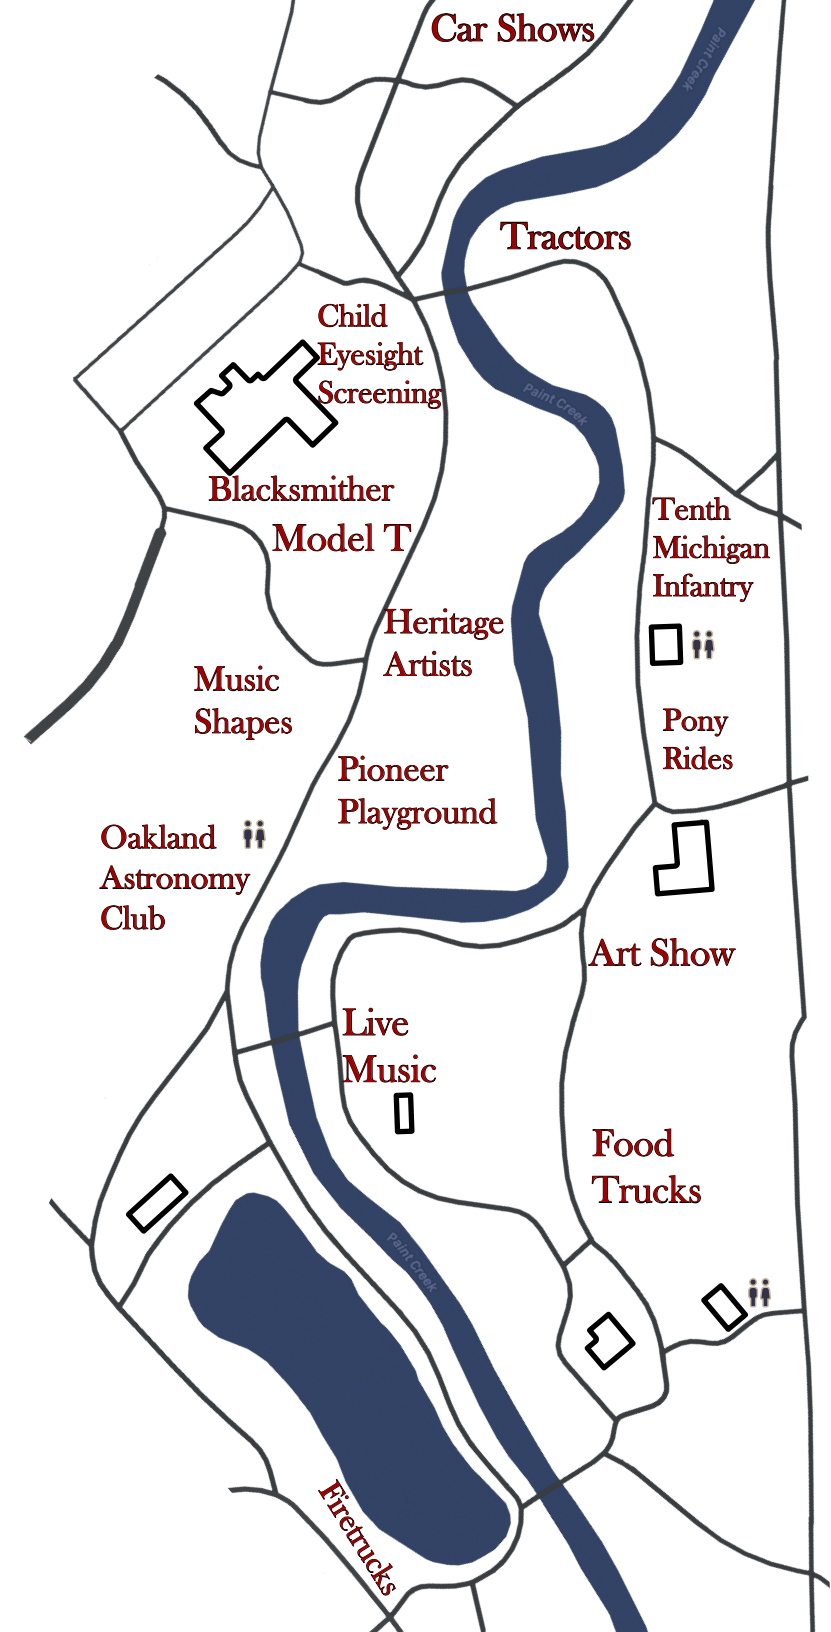 Car Shows
Paint Creek
Tractors
Child
Eyesight
Screening
Paint Creek
Blacksmither
Model T
Tenth
Michigan
Infantry
Heritage
Artists
Music
Shapes
Pony
Rides
Pioneer
Playground
Oakland
Astronomy
Club
Art Show
Live
Music
Food
Trucks
Paint Creek
Firetrucks